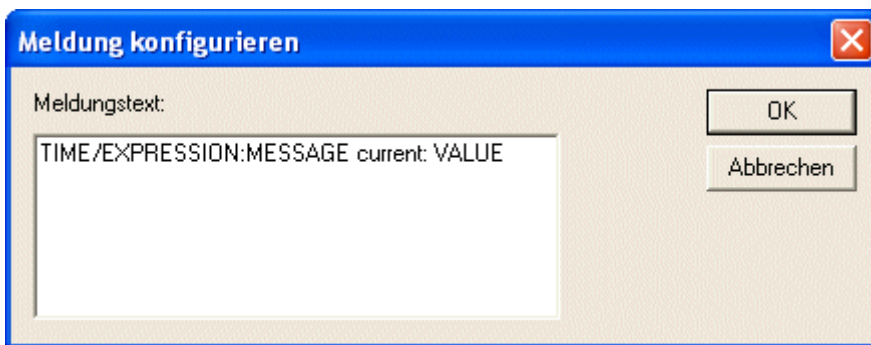 Meldung konfigurieren
Meldungstext:
OK
TIME/EXPRESSION:MESSAGE current: VALUE
Abbrechen